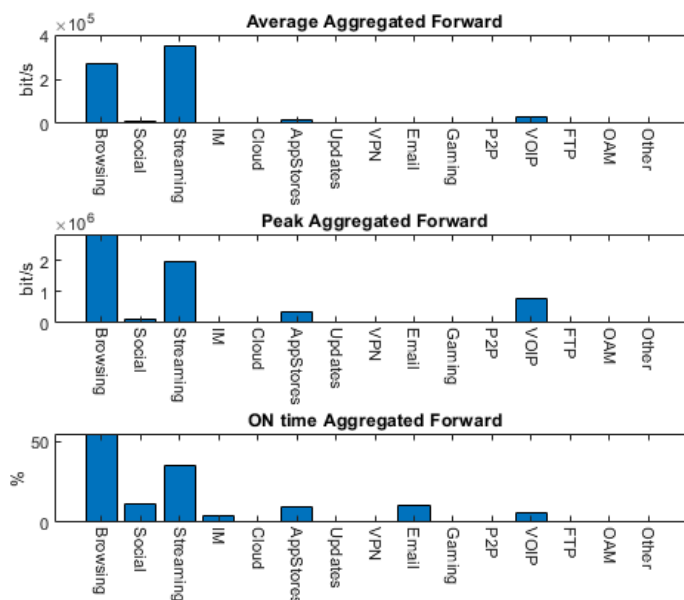 Average Aggregated Forward
×10^5
4
2
0
bit/s
Browsing
Social
Streaming
IM
Cloud
AppStores
Updates
VPN
Email
Gaming
P2P
VOIP
FTP
OAM
Other
Peak Aggregated Forward
×10^6
2
1
0
bit/s
Browsing
Social
Streaming
IM
Cloud
AppStores
Updates
VPN
Email
Gaming
P2P
VOIP
FTP
OAM
Other
ON time Aggregated Forward
50
0
%
Browsing
Social
Streaming
IM
Cloud
AppStores
Updates
VPN
Email
Gaming
P2P
VOIP
FTP
OAM
Other